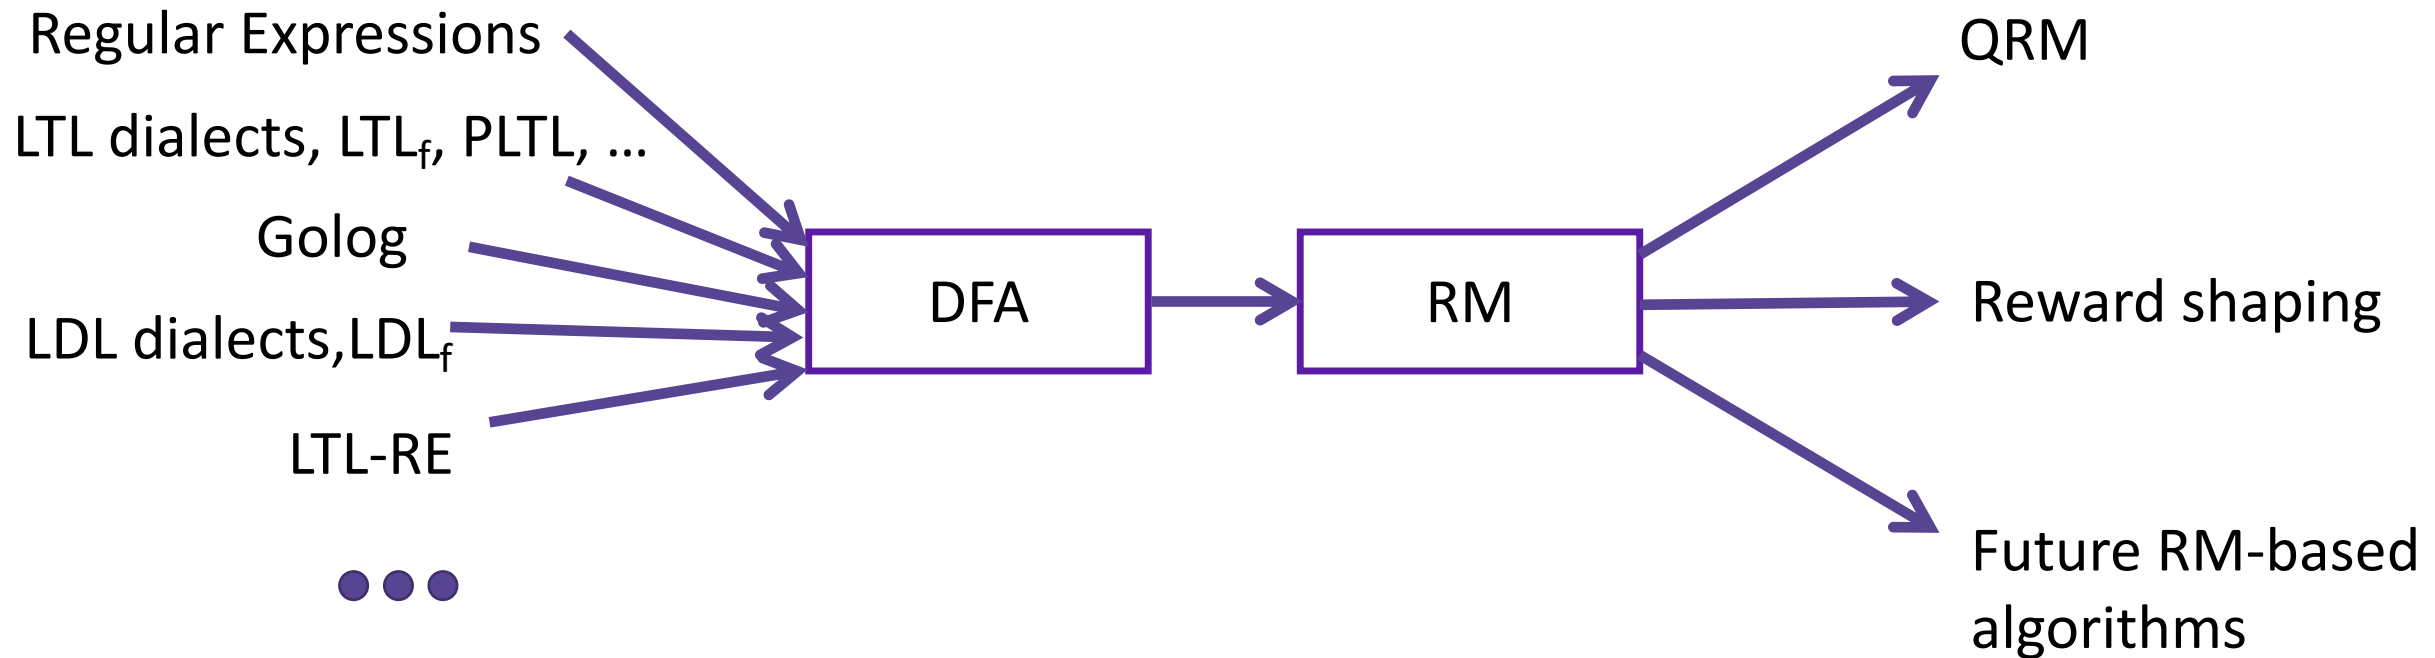 Regular Expressions
LTL dialects, LTLf, PLTL, ...
Golog
LDL dialects,LDLf
LTL-RE
DFA
RM
QRM
Reward shaping
Future RM-based
algorithms